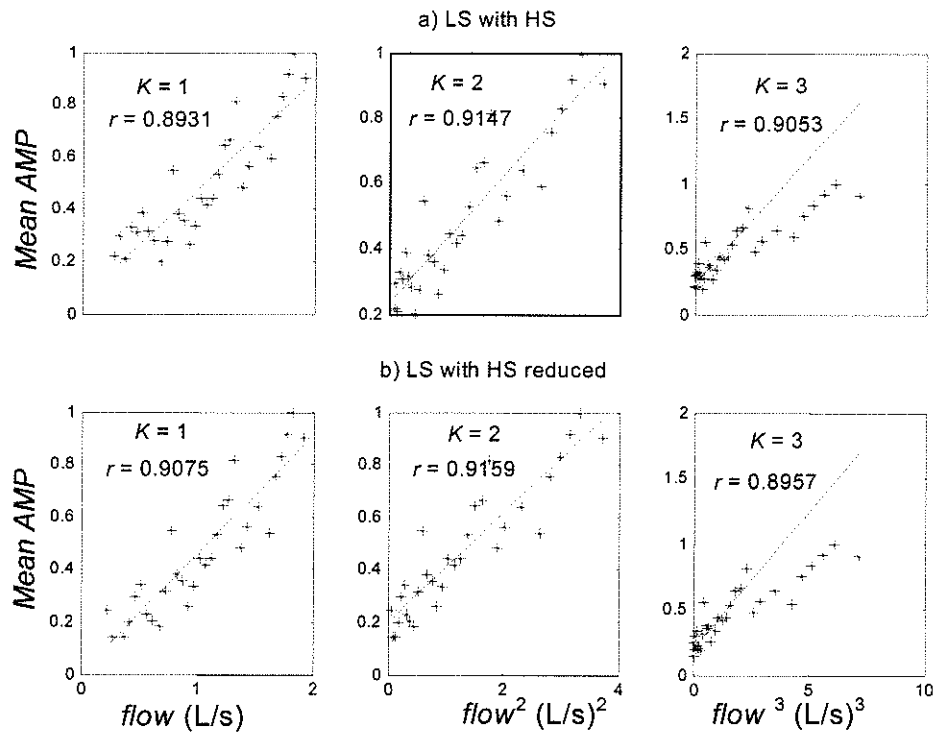 a) LS with HS
Mean AMP
1
0.8
0.6
0.4
0.2
0
K = 1
r = 0.8931
1
0.8
0.6
0.4
0.2
K = 2
r = 0.9147
2
1.5
1
0.5
0
K = 3
r = 0.9053
b) LS with HS reduced
Mean AMP
1
0.8
0.6
0.4
0.2
0
K = 1
r = 0.9075
0 1 2
flow (L/s)
1
0.8
0.6
0.4
0.2
0
K = 2
r = 0.9159
0 2 4
flow² (L/s)²
2
1.5
1
0.5
0
K = 3
r = 0.8957
0 5 10
flow ³ (L/s)³